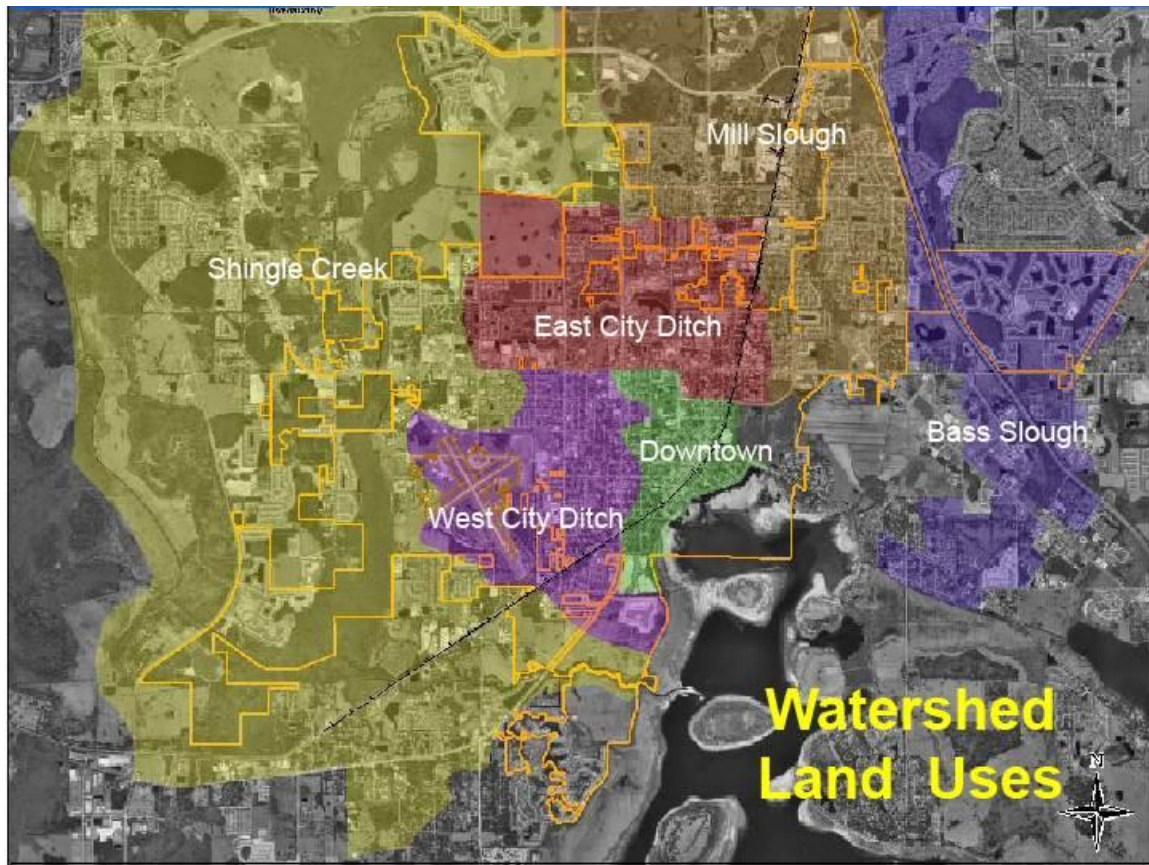 Mill Slough
Shingle Creek
East City Ditch
Bass Slough
Downtown
West City Ditch
Watershed
Land Uses
N